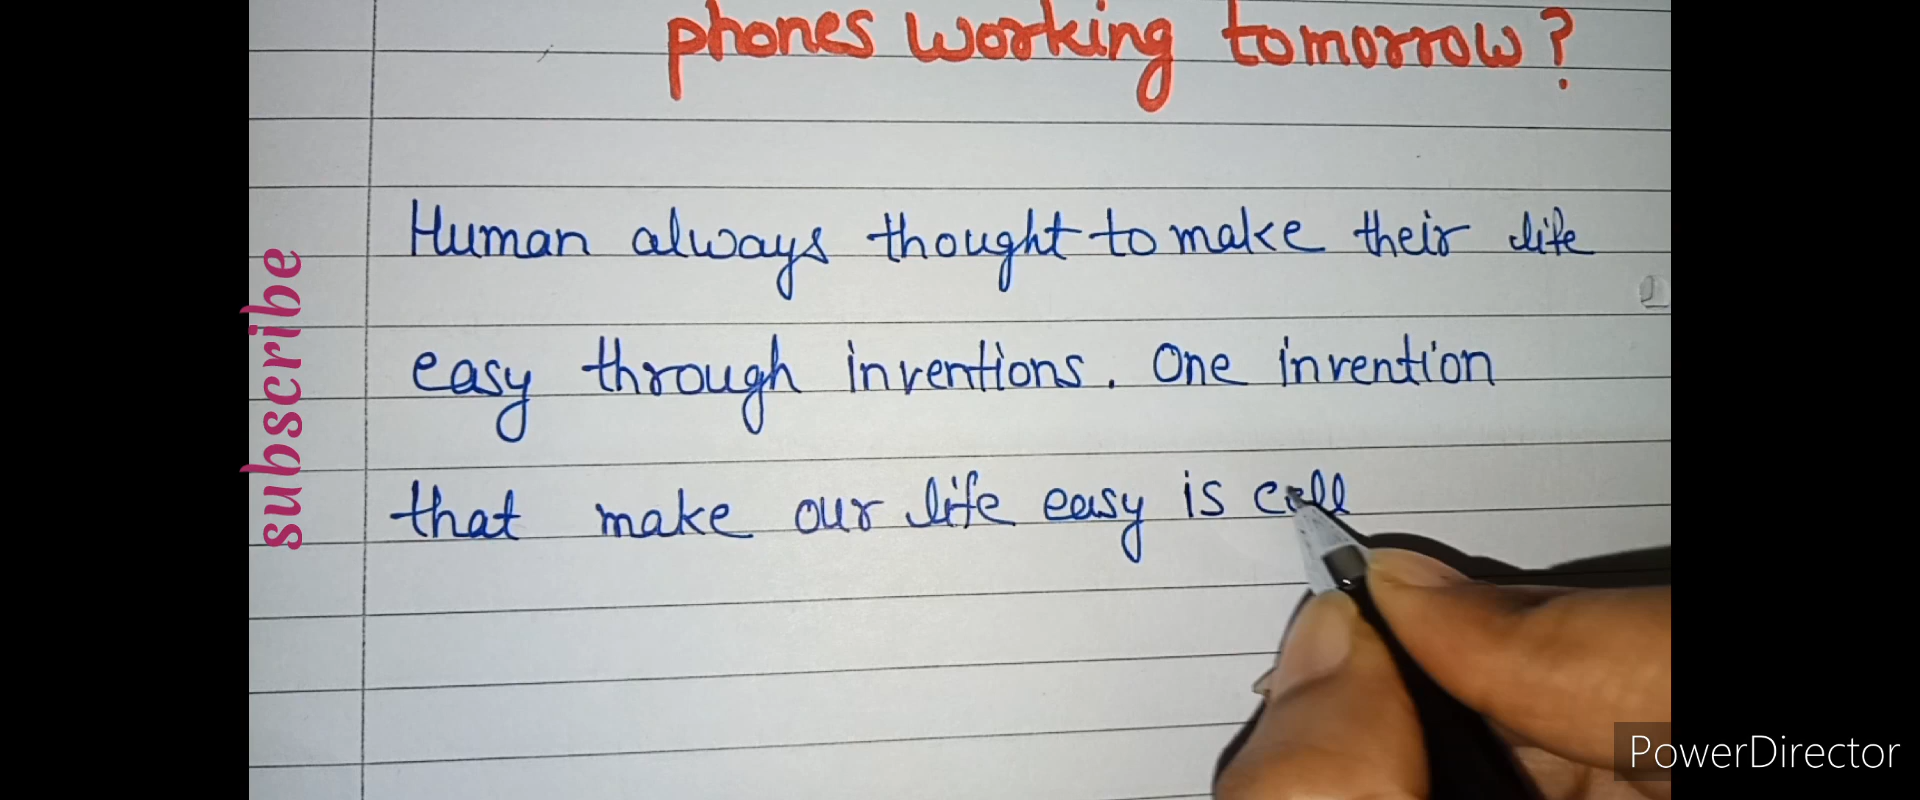 phones working tomorrow?
Human always thought to make their life
easy through inventions. One invention
that make our life easy is cell
subscribe
PowerDirector